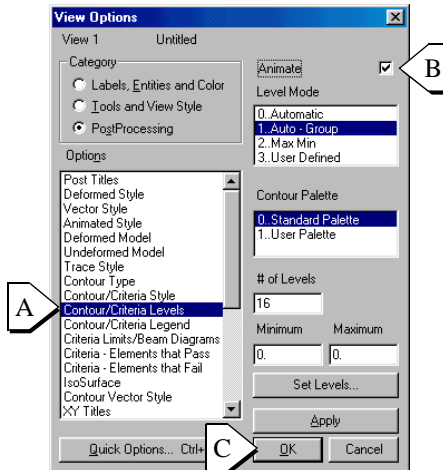 View Options
View 1 Untitled
Category
Labels, Entities and Color
Tools and View Style
PostProcessing
Options
Post Titles
Deformed Style
Vector Style
Animated Style
Deformed Model
Undeformed Model
Trace Style
Contour Type
Contour/Criteria Style
Contour/Criteria Levels
Contour/Criteria Legend
Criteria Limits/Beam Diagrams
Criteria - Elements that Pass
Criteria - Elements that Fail
IsoSurface
Contour Vector Style
XY Titles
A
Animate
B
Level Mode
0..Automatic
1..Auto - Group
2..Max Min
3..User Defined
Contour Palette
0..Standard Palette
1..User Palette
# of Levels
16
Minimum Maximum
0. 0.
Set Levels...
Apply
Quick Options... Ctrl+
C
OK Cancel